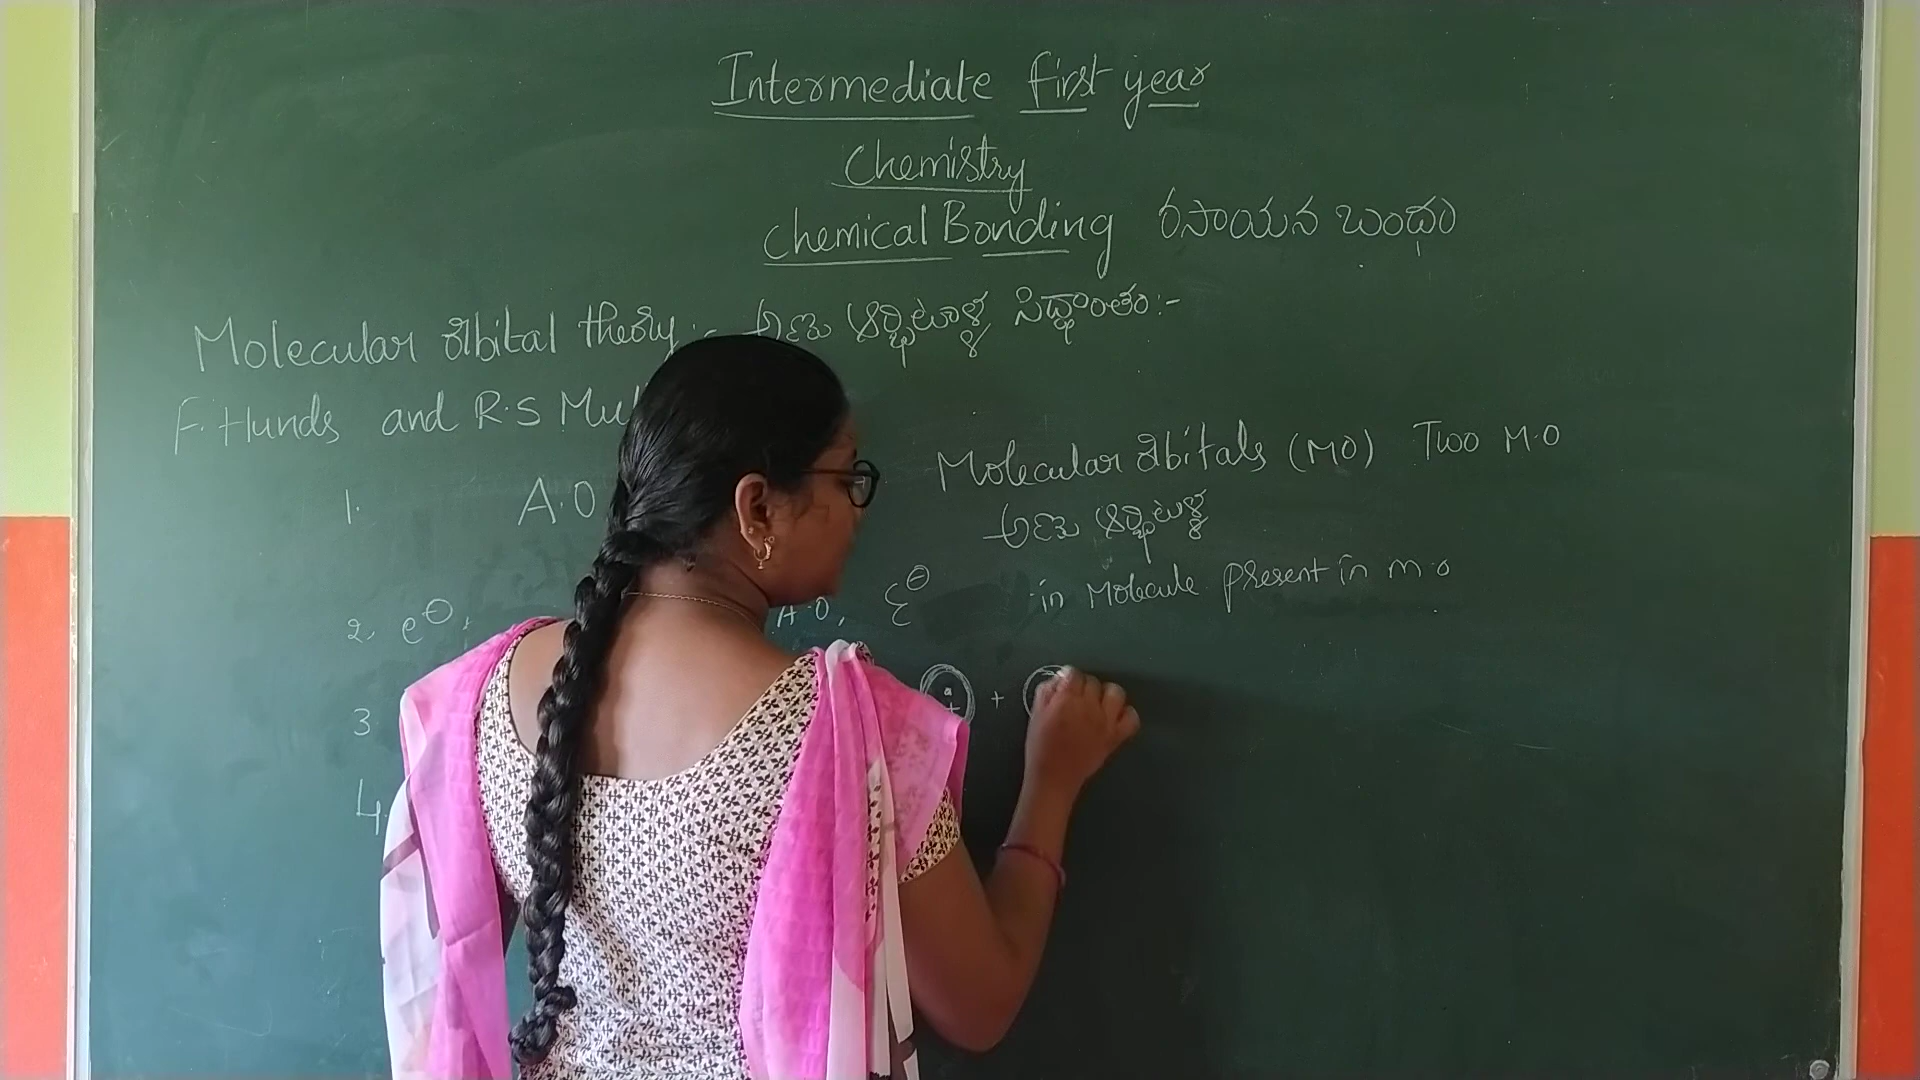 Intermediate first year
Chemistry
Chemical Bonding రసాయన బంధం
Molecular orbital theory :- అణు ఆర్బిటాళ్ల సిద్ధాంతం:-
F. Hunds and R.S Mul
Molecular orbitals (MO) Two M.O
1. A.O
అణు ఆర్బిటాళ్ల
2. e⊖, A.O, e⊖ in Molecule present in m.o
3 a + +
4.